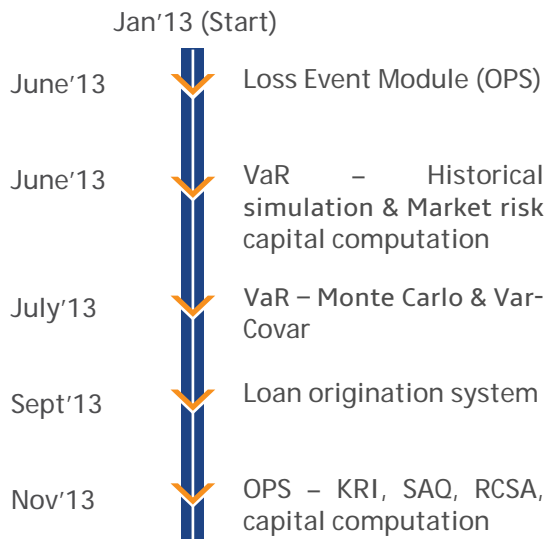 Jan'13 (Start)
June'13
Loss Event Module (OPS)
June'13
VaR – Historical
simulation & Market risk
capital computation
July'13
VaR – Monte Carlo & Var-
Covar
Sept'13
Loan origination system
Nov'13
OPS – KRI, SAQ, RCSA,
capital computation